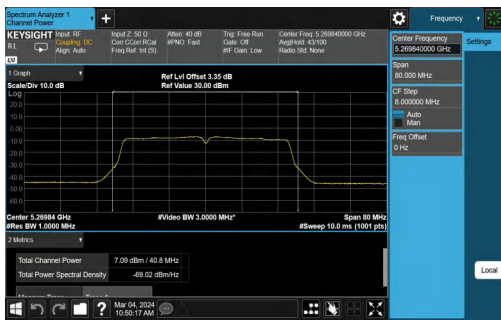 Spectrum Analyzer 1
Channel Power
Frequency
KEYSIGHT
RL
LVI
Input: RF
Coupling: DC
Align: Auto
Input Z: 50 Ω
Corr CCorr RCal
Freq Ref: Int (S)
Atten: 40 dB
#PNO: Fast
Trig: Free Run
Gate: Off
#IF Gain: Low
Center Freq: 5.269840000 GHz
Avg|Hold: 43/100
Radio Std: None
Center Frequency
5.269840000 GHz
Settings
Span
80.000 MHz
CF Step
8.000000 MHz
Auto
Man
Freq Offset
0 Hz
Local
1 Graph
Scale/Div 10.0 dB
Ref Lvl Offset 3.35 dB
Ref Value 30.00 dBm
Log
20.0
10.0
0.00
-10.0
-20.0
-30.0
-40.0
-50.0
-60.0
Center 5.26984 GHz
#Res BW 1.0000 MHz
#Video BW 3.0000 MHz*
Span 80 MHz
#Sweep 10.0 ms (1001 pts)
2 Metrics
Total Channel Power
7.09 dBm / 40.8 MHz
Total Power Spectral Density
-69.02 dBm/Hz
Mar 04, 2024
10:50:17 AM